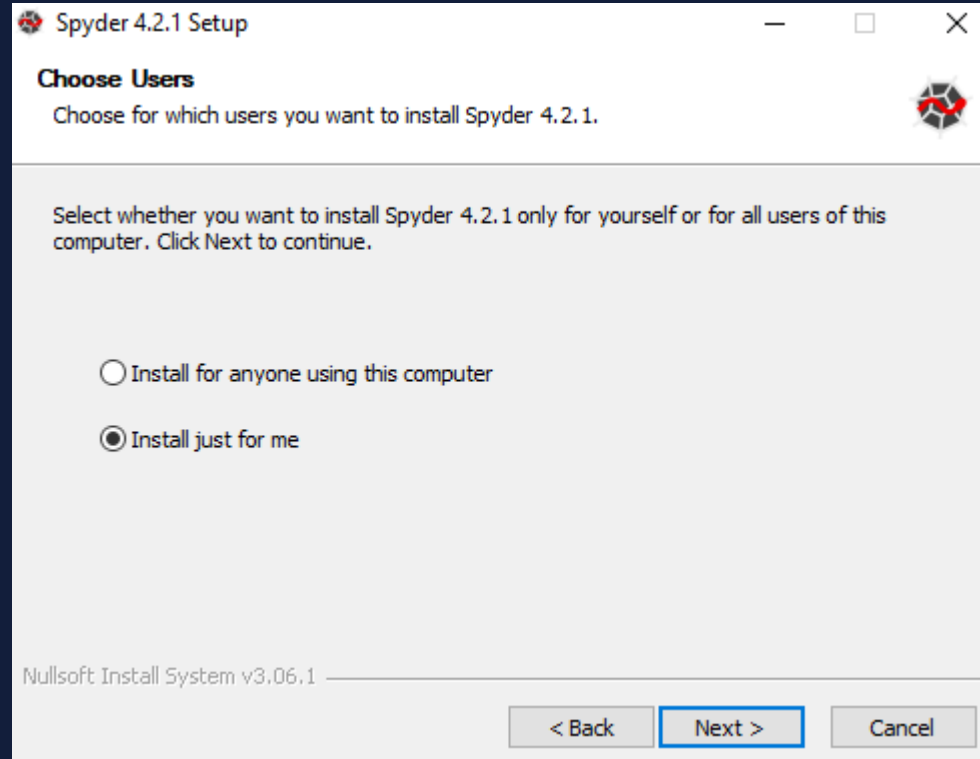 Spyder 4.2.1 Setup
Choose Users
Choose for which users you want to install Spyder 4.2.1.
Select whether you want to install Spyder 4.2.1 only for yourself or for all users of this
computer. Click Next to continue.
Install for anyone using this computer
Install just for me
Nullsoft Install System v3.06.1
< Back Next > Cancel